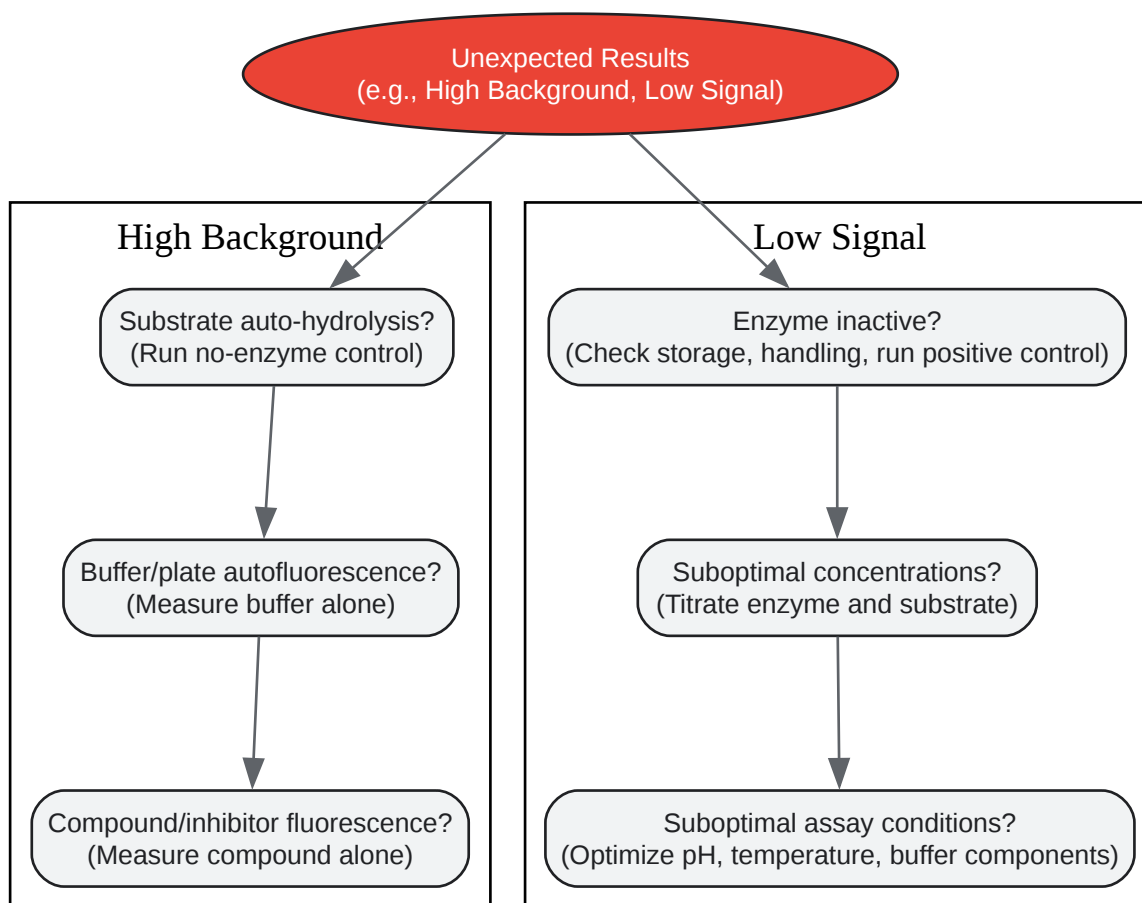 Unexpected Results
(e.g., High Background, Low Signal)
High Background
Substrate auto-hydrolysis?
(Run no-enzyme control)
Buffer/plate autofluorescence?
(Measure buffer alone)
Compound/inhibitor fluorescence?
(Measure compound alone)
Low Signal
Enzyme inactive?
(Check storage, handling, run positive control)
Suboptimal concentrations?
(Titrate enzyme and substrate)
Suboptimal assay conditions?
(Optimize pH, temperature, buffer components)